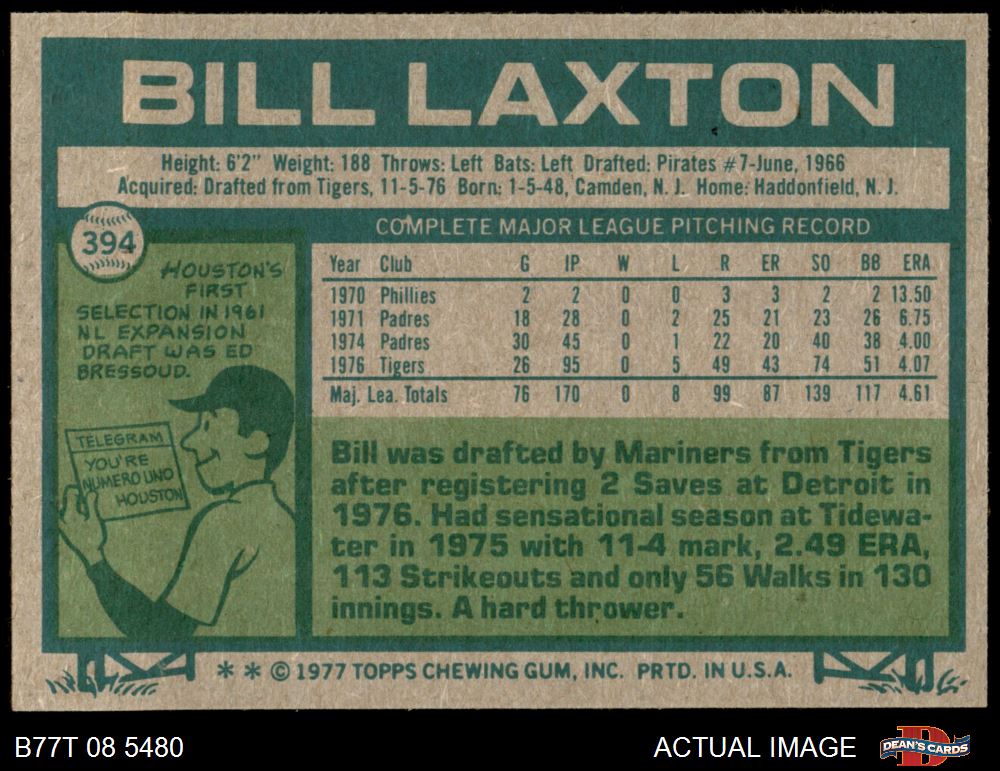 BILL LAXTON
Height: 6'2" Weight: 188 Throws: Left Bats: Left Drafted: Pirates #7-June, 1966
Acquired: Drafted from Tigers, 11-5-76 Born: 1-5-48, Camden, N. J. Home: Haddonfield, N. J.
394
HOUSTON'S
FIRST
SELECTION IN 1961
NL EXPANSION
DRAFT WAS ED
BRESSOUD.
TELEGRAM
YOU'RE
NUMERO UNO
HOUSTON
COMPLETE MAJOR LEAGUE PITCHING RECORD
Year Club G IP W L R ER SO BB ERA
1970 Phillies 2 2 0 0 3 3 2 2 13.50
1971 Padres 18 28 0 2 25 21 23 26 6.75
1974 Padres 30 45 0 1 22 20 40 38 4.00
1976 Tigers 26 95 0 5 49 43 74 51 4.07
Maj. Lea. Totals 76 170 0 8 99 87 139 117 4.61
Bill was drafted by Mariners from Tigers
after registering 2 Saves at Detroit in
1976. Had sensational season at Tidewa-
ter in 1975 with 11-4 mark, 2.49 ERA,
113 Strikeouts and only 56 Walks in 130
innings. A hard thrower.
* * © 1977 TOPPS CHEWING GUM, INC. PRTD. IN U.S.A.
B77T 08 5480
ACTUAL IMAGE
DEAN'S CARDS